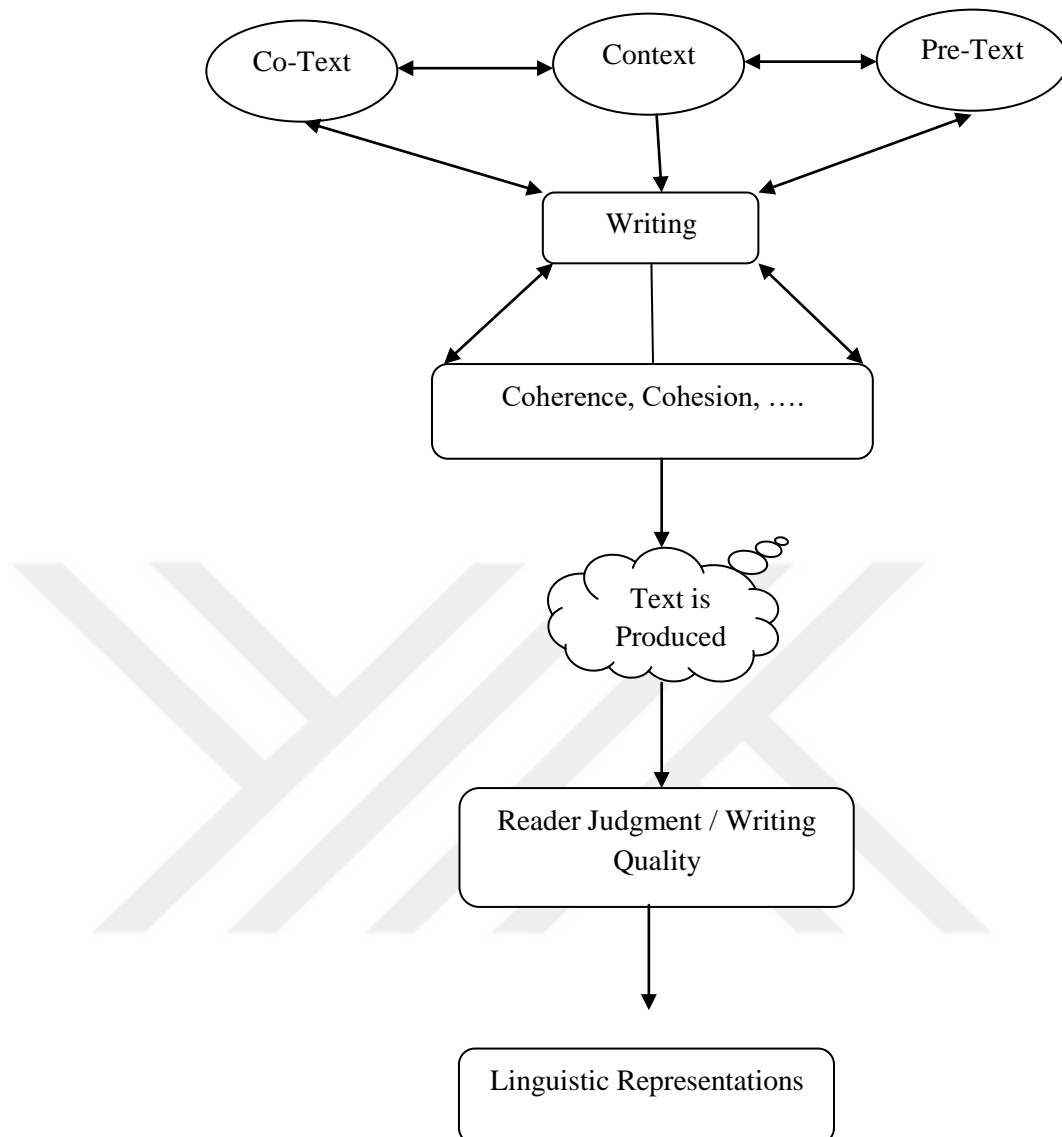 Co-Text
Context
Pre-Text
Writing
Coherence, Cohesion, ….
Text is
Produced
Reader Judgment / Writing
Quality
Linguistic Representations